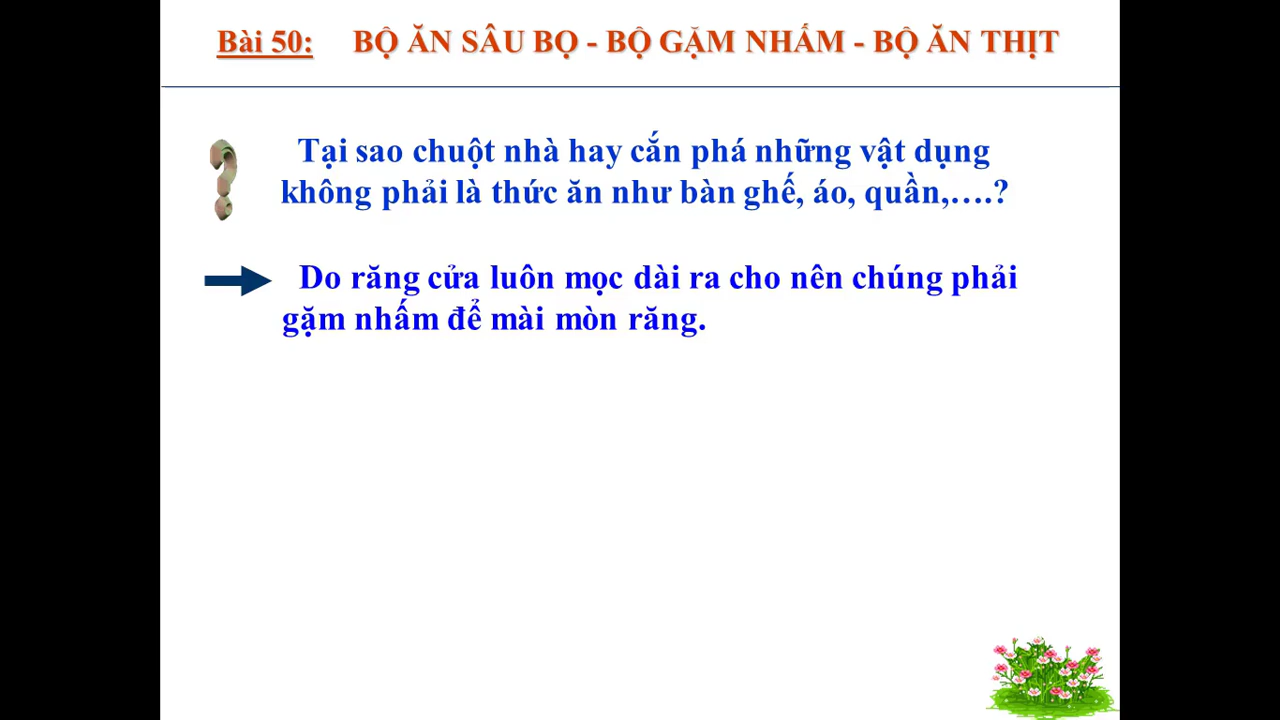 Bài 50: BỘ ĂN SÂU BỌ - BỘ GẶM NHẤM - BỘ ĂN THỊT
Tại sao chuột nhà hay cắn phá những vật dụng
không phải là thức ăn như bàn ghế, áo, quần,….?
Do răng cửa luôn mọc dài ra cho nên chúng phải
gặm nhấm để mài mòn răng.